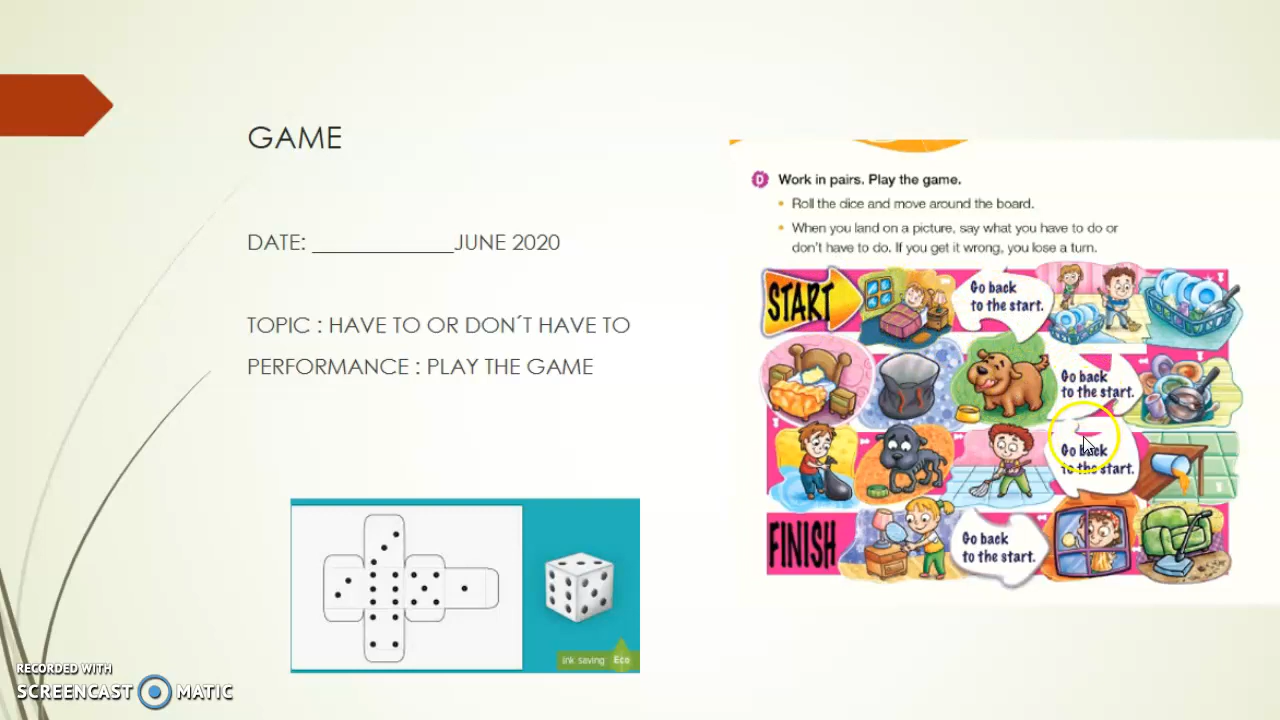 GAME
DATE: _____________JUNE 2020
TOPIC : HAVE TO OR DON´T HAVE TO
PERFORMANCE : PLAY THE GAME
Ink saving Eco
RECORDED WITH
SCREENCAST MATIC
D Work in pairs. Play the game.
• Roll the dice and move around the board.
• When you land on a picture, say what you have to do or
don't have to do. If you get it wrong, you lose a turn.
START
Go back
to the start.
Go back
to the start.
Go back
to the start.
FINISH
Go back
to the start.